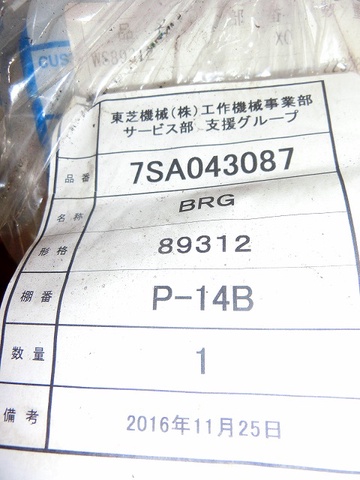 CUS
品
東芝機械(株)工作機械事業部
サービス部 支援グループ
品番 7SA043087
名称 BRG
形格 89312
棚番 P-14B
数量 1
備考 2016年11月25日